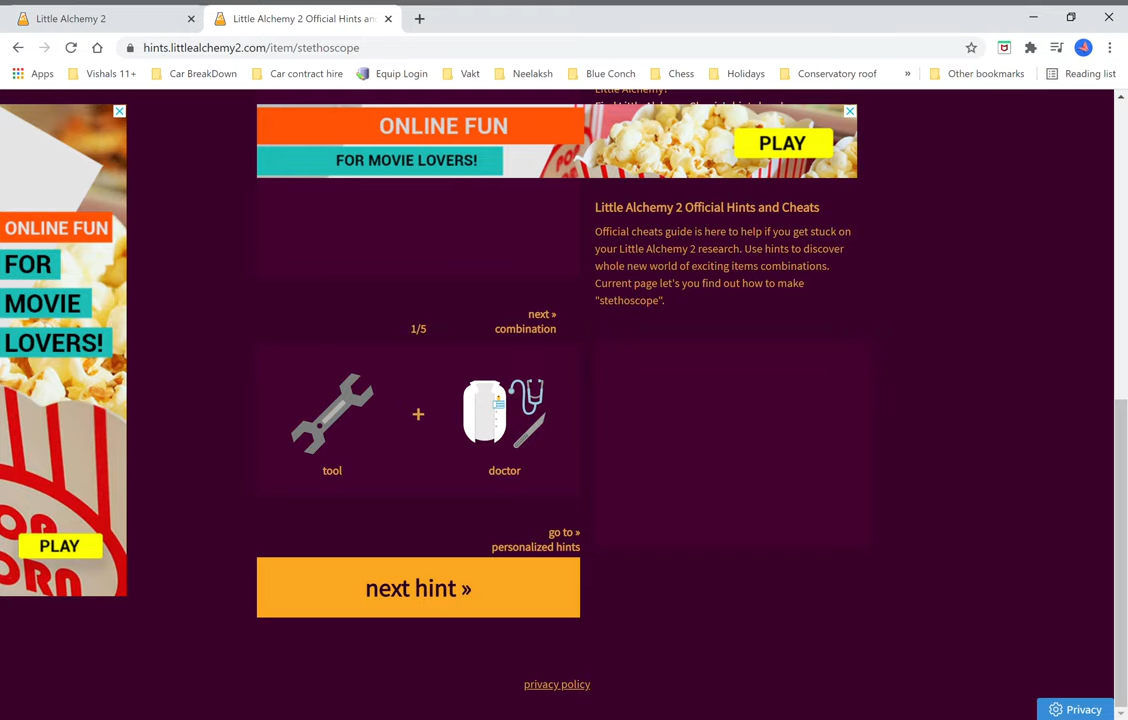 Little Alchemy 2
Little Alchemy 2 Official Hints an
hints.littlealchemy2.com/item/stethoscope
Apps
Vishals 11+
Car BreakDown
Car contract hire
Equip Login
Vakt
Neelaksh
Blue Conch
Chess
Holidays
Conservatory roof
»
Other bookmarks
Reading list
Little Alchemy?
ONLINE FUN
FOR MOVIE LOVERS!
PLAY
ONLINE FUN
FOR
MOVIE
LOVERS!
POP
CORN
PLAY
Little Alchemy 2 Official Hints and Cheats
Official cheats guide is here to help if you get stuck on
your Little Alchemy 2 research. Use hints to discover
whole new world of exciting items combinations.
Current page let's you find out how to make
"stethoscope".
1/5
next »
combination
+
tool
doctor
go to »
personalized hints
next hint »
privacy policy
Privacy